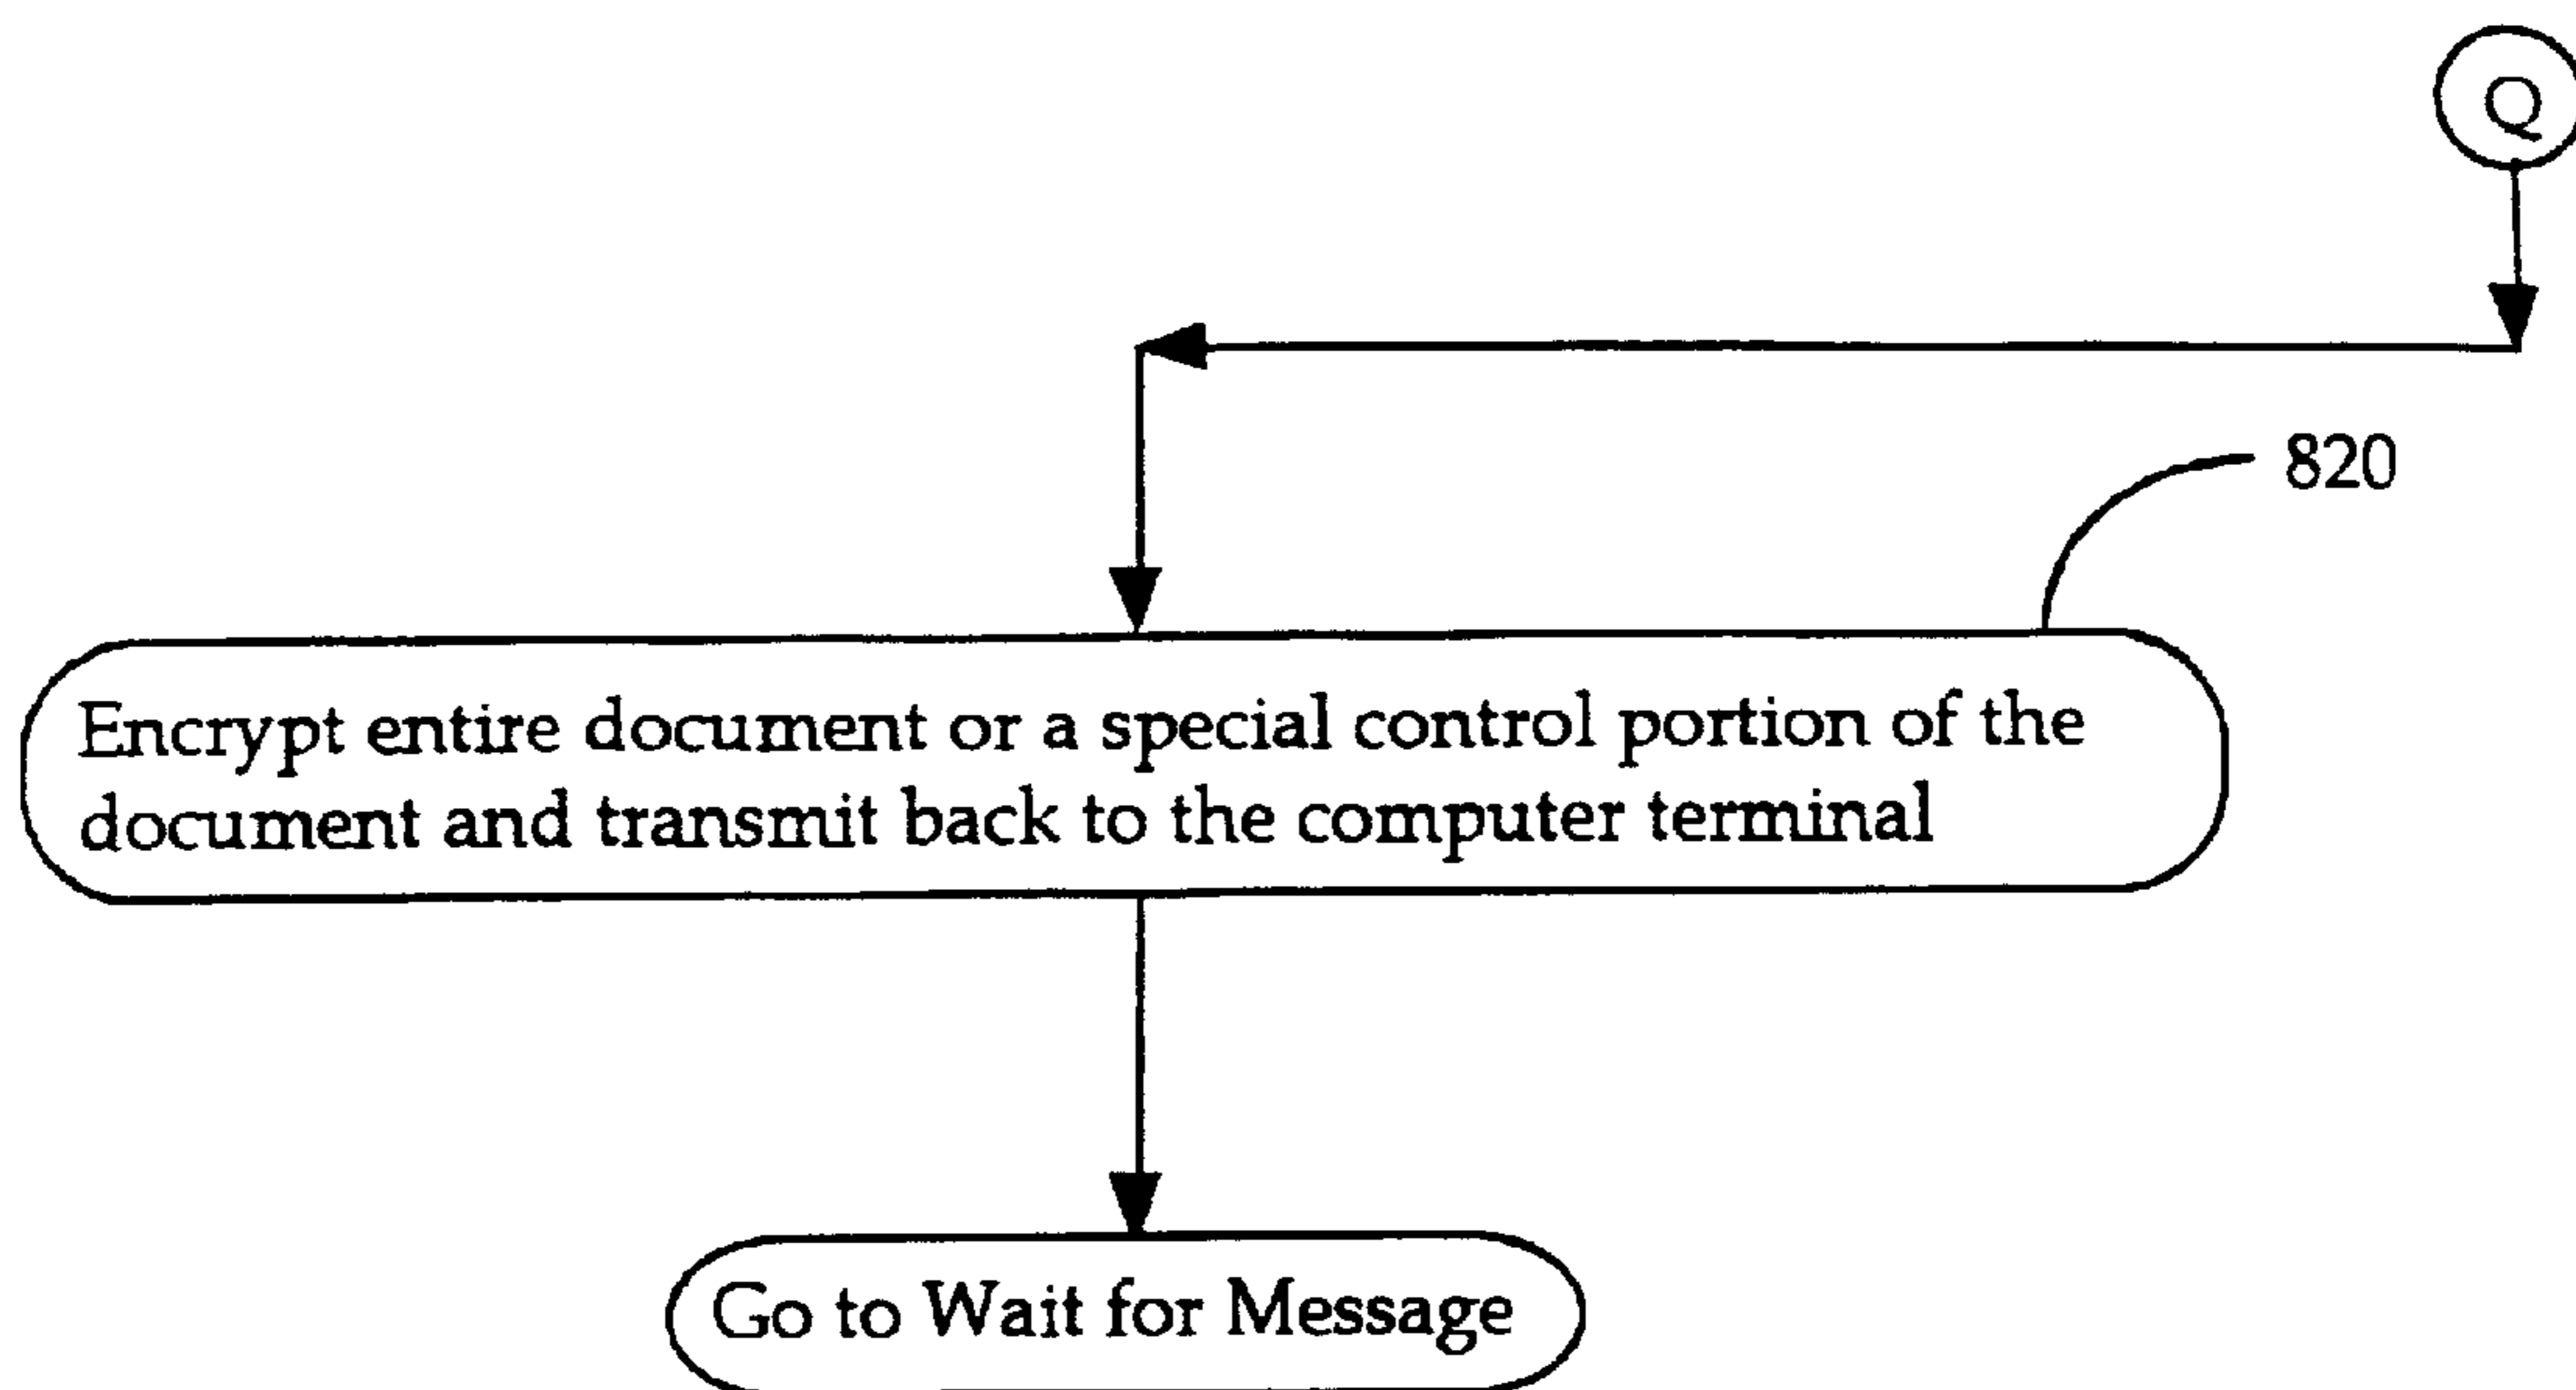 Q
820
Encrypt entire document or a special control portion of the
document and transmit back to the computer terminal
Go to Wait for Message